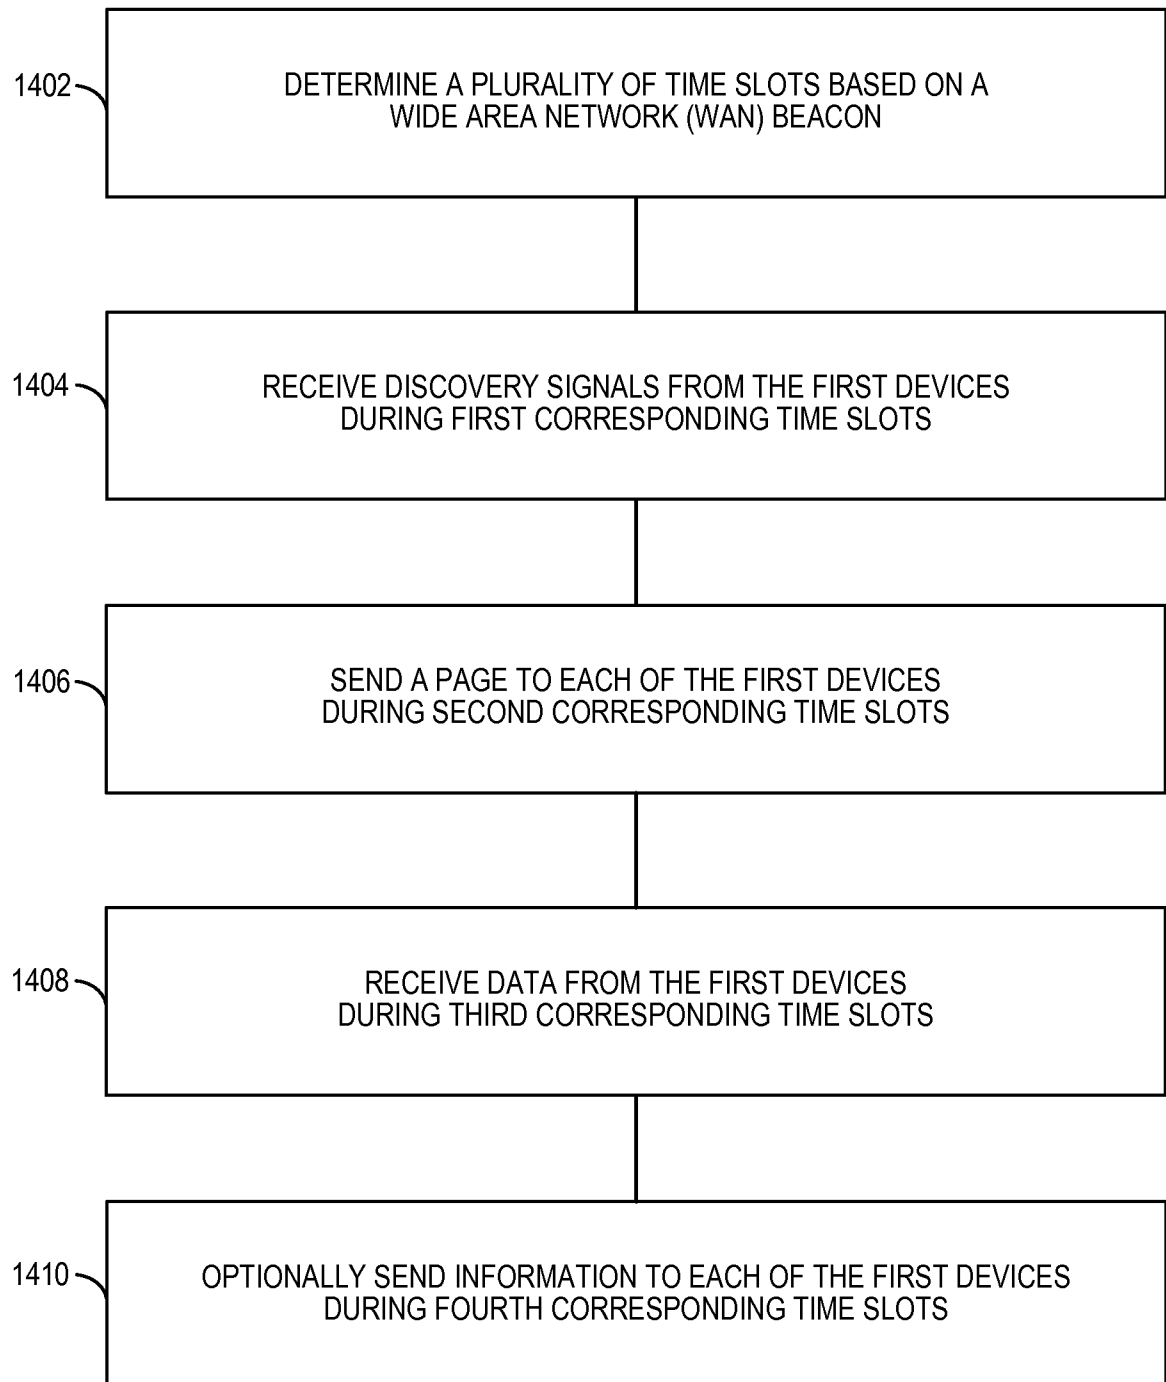 1402
DETERMINE A PLURALITY OF TIME SLOTS BASED ON A
WIDE AREA NETWORK (WAN) BEACON
1404
RECEIVE DISCOVERY SIGNALS FROM THE FIRST DEVICES
DURING FIRST CORRESPONDING TIME SLOTS
1406
SEND A PAGE TO EACH OF THE FIRST DEVICES
DURING SECOND CORRESPONDING TIME SLOTS
1408
RECEIVE DATA FROM THE FIRST DEVICES
DURING THIRD CORRESPONDING TIME SLOTS
1410
OPTIONALLY SEND INFORMATION TO EACH OF THE FIRST DEVICES
DURING FOURTH CORRESPONDING TIME SLOTS